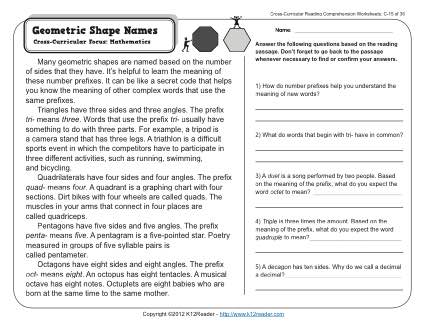 Cross-Curricular Reading Comprehension Worksheets: C-15 of 36
Geometric Shape Names
Cross-Curricular Focus: Mathematics
Many geometric shapes are named based on the number
of sides that they have. It's helpful to learn the meaning of
these number prefixes. It can be like a secret code that helps
you know the meaning of other complex words that use the
same prefixes.
Triangles have three sides and three angles. The prefix
tri- means three. Words that use the prefix tri- usually have
something to do with three parts. For example, a tripod is
a camera stand that has three legs. A triathlon is a difficult
sports event in which the competitors have to participate in
three different activities, such as running, swimming,
and bicycling.
Quadrilaterals have four sides and four angles. The prefix
quad- means four. A quadrant is a graphing chart with four
sections. Dirt bikes with four wheels are called quads. The
muscles in your arms that connect in four places are
called quadriceps.
Pentagons have five sides and five angles. The prefix
penta- means five. A pentagram is a five-pointed star. Poetry
measured in groups of five syllable pairs is
called pentameter.
Octagons have eight sides and eight angles. The prefix
oct- means eight. An octopus has eight tentacles. A musical
octave has eight notes. Octuplets are eight babies who are
born at the same time to the same mother.
Name:
Answer the following questions based on the reading
passage. Don't forget to go back to the passage
whenever necessary to find or confirm your answers.
1) How do number prefixes help you understand the
meaning of new words?
2) What do words that begin with tri- have in common?
3) A duet is a song performed by two people. Based
on the meaning of the prefix, what do you expect the
word octet to mean?
4) Triple is three times the amount. Based on the
meaning of the prefix, what do you expect the word
quadruple to mean?
5) A decagon has ten sides. Why do we call a decimal
a decimal?
Copyright ©2012 K12Reader - http://www.k12reader.com